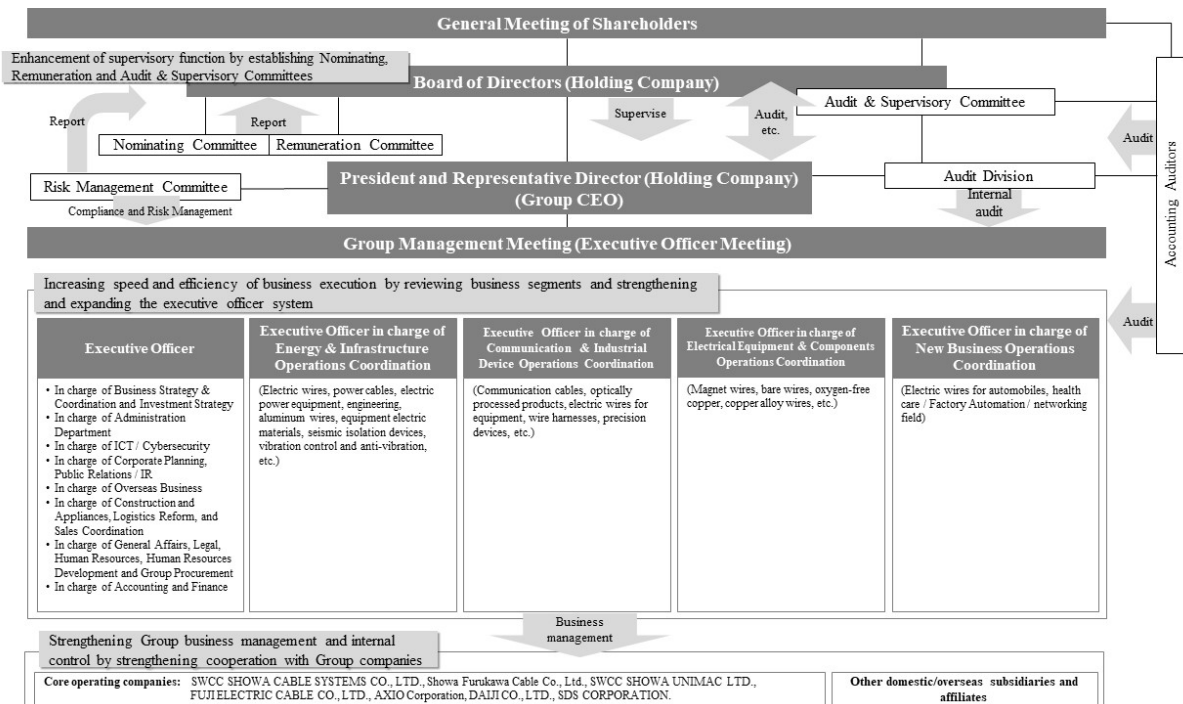 General Meeting of Shareholders
Enhancement of supervisory function by establishing Nominating,
Remuneration and Audit & Supervisory Committees
Board of Directors (Holding Company)
Report
Report
Supervise
Audit,
etc.
Audit & Supervisory Committee
Audit
Nominating Committee
Remuneration Committee
Accounting Auditors
Risk Management Committee
President and Representative Director (Holding Company)
(Group CEO)
Audit Division
Compliance and Risk Management
Internal
audit
Group Management Meeting (Executive Officer Meeting)
Increasing speed and efficiency of business execution by reviewing business segments and strengthening
and expanding the executive officer system
Audit
Executive Officer
• In charge of Business Strategy &
Coordination and Investment Strategy
• In charge of Administration
Department
• In charge of ICT / Cybersecurity
• In charge of Corporate Planning,
Public Relations / IR
• In charge of Overseas Business
• In charge of Construction and
Appliances, Logistics Reform, and
Sales Coordination
• In charge of General Affairs, Legal,
Human Resources, Human Resources
Development and Group Procurement
• In charge of Accounting and Finance
Executive Officer in charge of
Energy & Infrastructure
Operations Coordination
(Electric wires, power cables, electric
power equipment, engineering,
aluminum wires, equipment electric
materials, seismic isolation devices,
vibration control and anti-vibration,
etc.)
Executive Officer in charge of
Communication & Industrial
Device Operations Coordination
(Communication cables, optically
processed products, electric wires for
equipment, wire harnesses, precision
devices, etc.)
Executive Officer in charge of
Electrical Equipment & Components
Operations Coordination
(Magnet wires, bare wires, oxygen-free
copper, copper alloy wires, etc.)
Executive Officer in charge of
New Business Operations
Coordination
(Electric wires for automobiles, health
care / Factory Automation / networking
field)
Business
management
Strengthening Group business management and internal
control by strengthening cooperation with Group companies
Core operating companies: SWCC SHOWA CABLE SYSTEMS CO., LTD., Showa Furukawa Cable Co., Ltd., SWCC SHOWA UNIMAC LTD.,
FUJI ELECTRIC CABLE CO., LTD., AXIO Corporation, DAIJI CO., LTD., SDS CORPORATION.
Other domestic/overseas subsidiaries and
affiliates